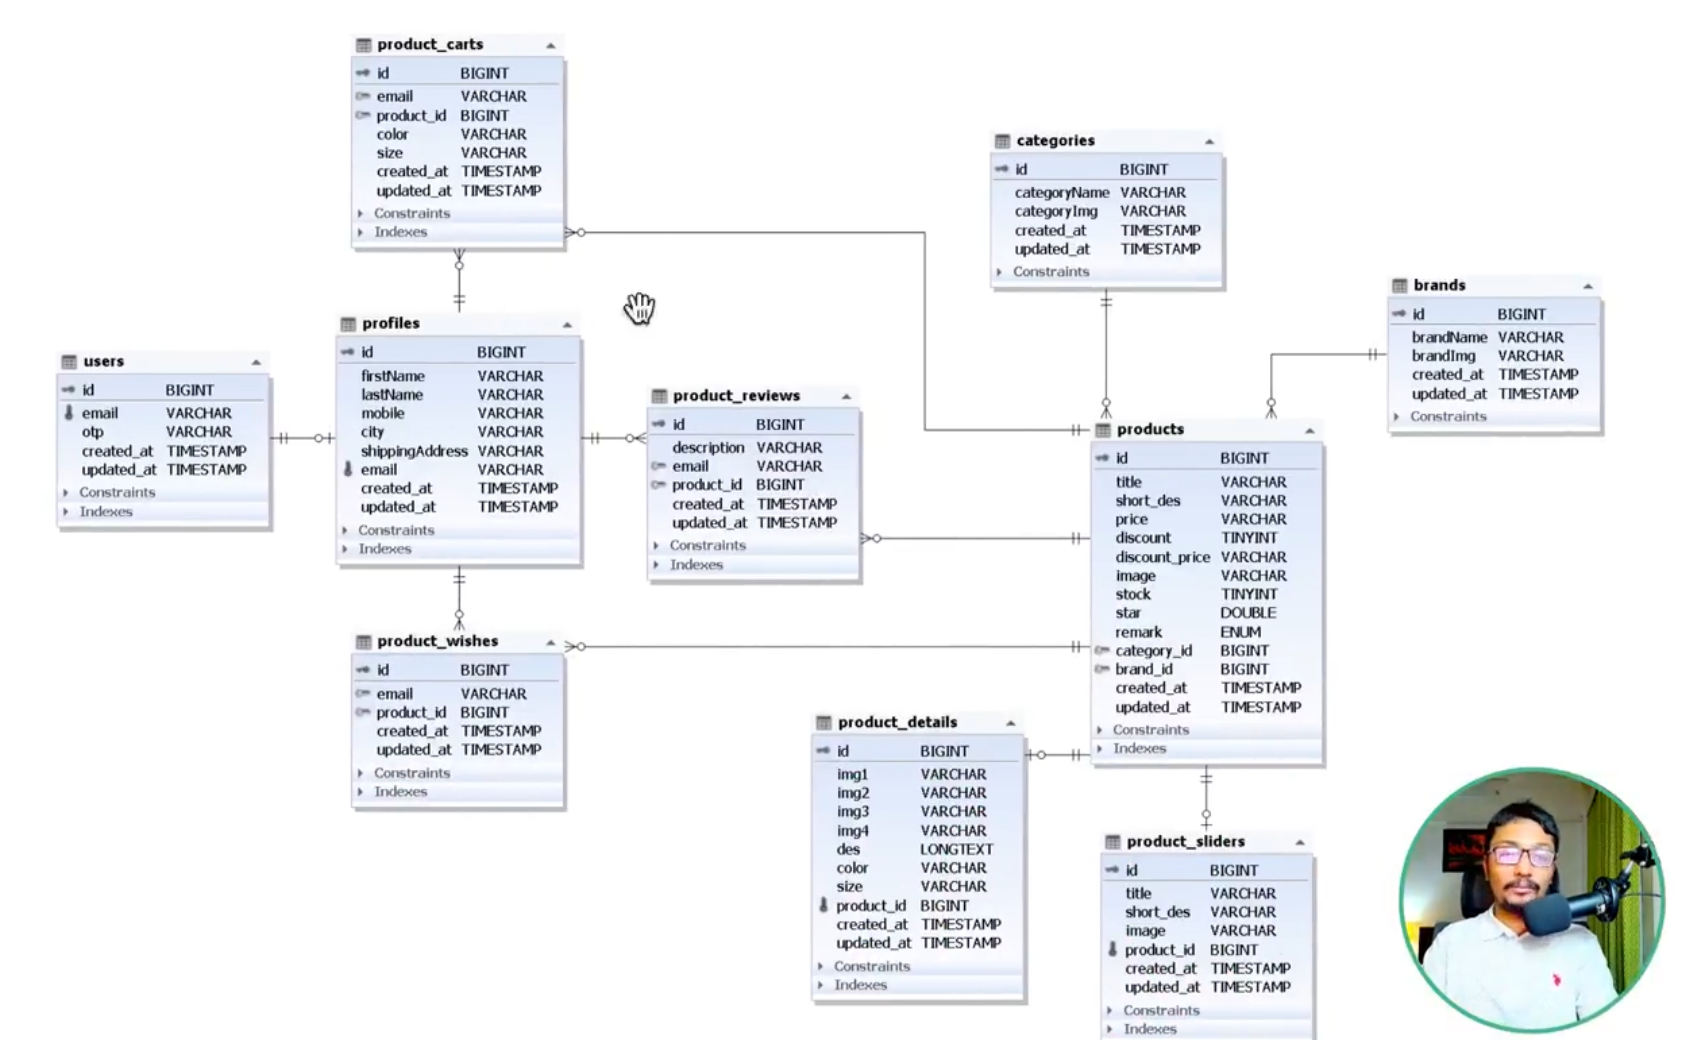 product_carts
id BIGINT
email VARCHAR
product_id BIGINT
color VARCHAR
size VARCHAR
created_at TIMESTAMP
updated_at TIMESTAMP
Constraints
Indexes
categories
id BIGINT
categoryName VARCHAR
categoryImg VARCHAR
created_at TIMESTAMP
updated_at TIMESTAMP
Constraints
brands
id BIGINT
brandName VARCHAR
brandImg VARCHAR
created_at TIMESTAMP
updated_at TIMESTAMP
Constraints
users
id BIGINT
email VARCHAR
otp VARCHAR
created_at TIMESTAMP
updated_at TIMESTAMP
Constraints
Indexes
profiles
id BIGINT
firstName VARCHAR
lastName VARCHAR
mobile VARCHAR
city VARCHAR
shippingAddress VARCHAR
email VARCHAR
created_at TIMESTAMP
updated_at TIMESTAMP
Constraints
Indexes
product_reviews
id BIGINT
description VARCHAR
email VARCHAR
product_id BIGINT
created_at TIMESTAMP
updated_at TIMESTAMP
Constraints
Indexes
products
id BIGINT
title VARCHAR
short_des VARCHAR
price VARCHAR
discount TINYINT
discount_price VARCHAR
image VARCHAR
stock TINYINT
star DOUBLE
remark ENUM
category_id BIGINT
brand_id BIGINT
created_at TIMESTAMP
updated_at TIMESTAMP
Constraints
Indexes
product_wishes
id BIGINT
email VARCHAR
product_id BIGINT
created_at TIMESTAMP
updated_at TIMESTAMP
Constraints
Indexes
product_details
id BIGINT
img1 VARCHAR
img2 VARCHAR
img3 VARCHAR
img4 VARCHAR
des LONGTEXT
color VARCHAR
size VARCHAR
product_id BIGINT
created_at TIMESTAMP
updated_at TIMESTAMP
Constraints
Indexes
product_sliders
id BIGINT
title VARCHAR
short_des VARCHAR
image VARCHAR
product_id BIGINT
created_at TIMESTAMP
updated_at TIMESTAMP
Constraints
Indexes